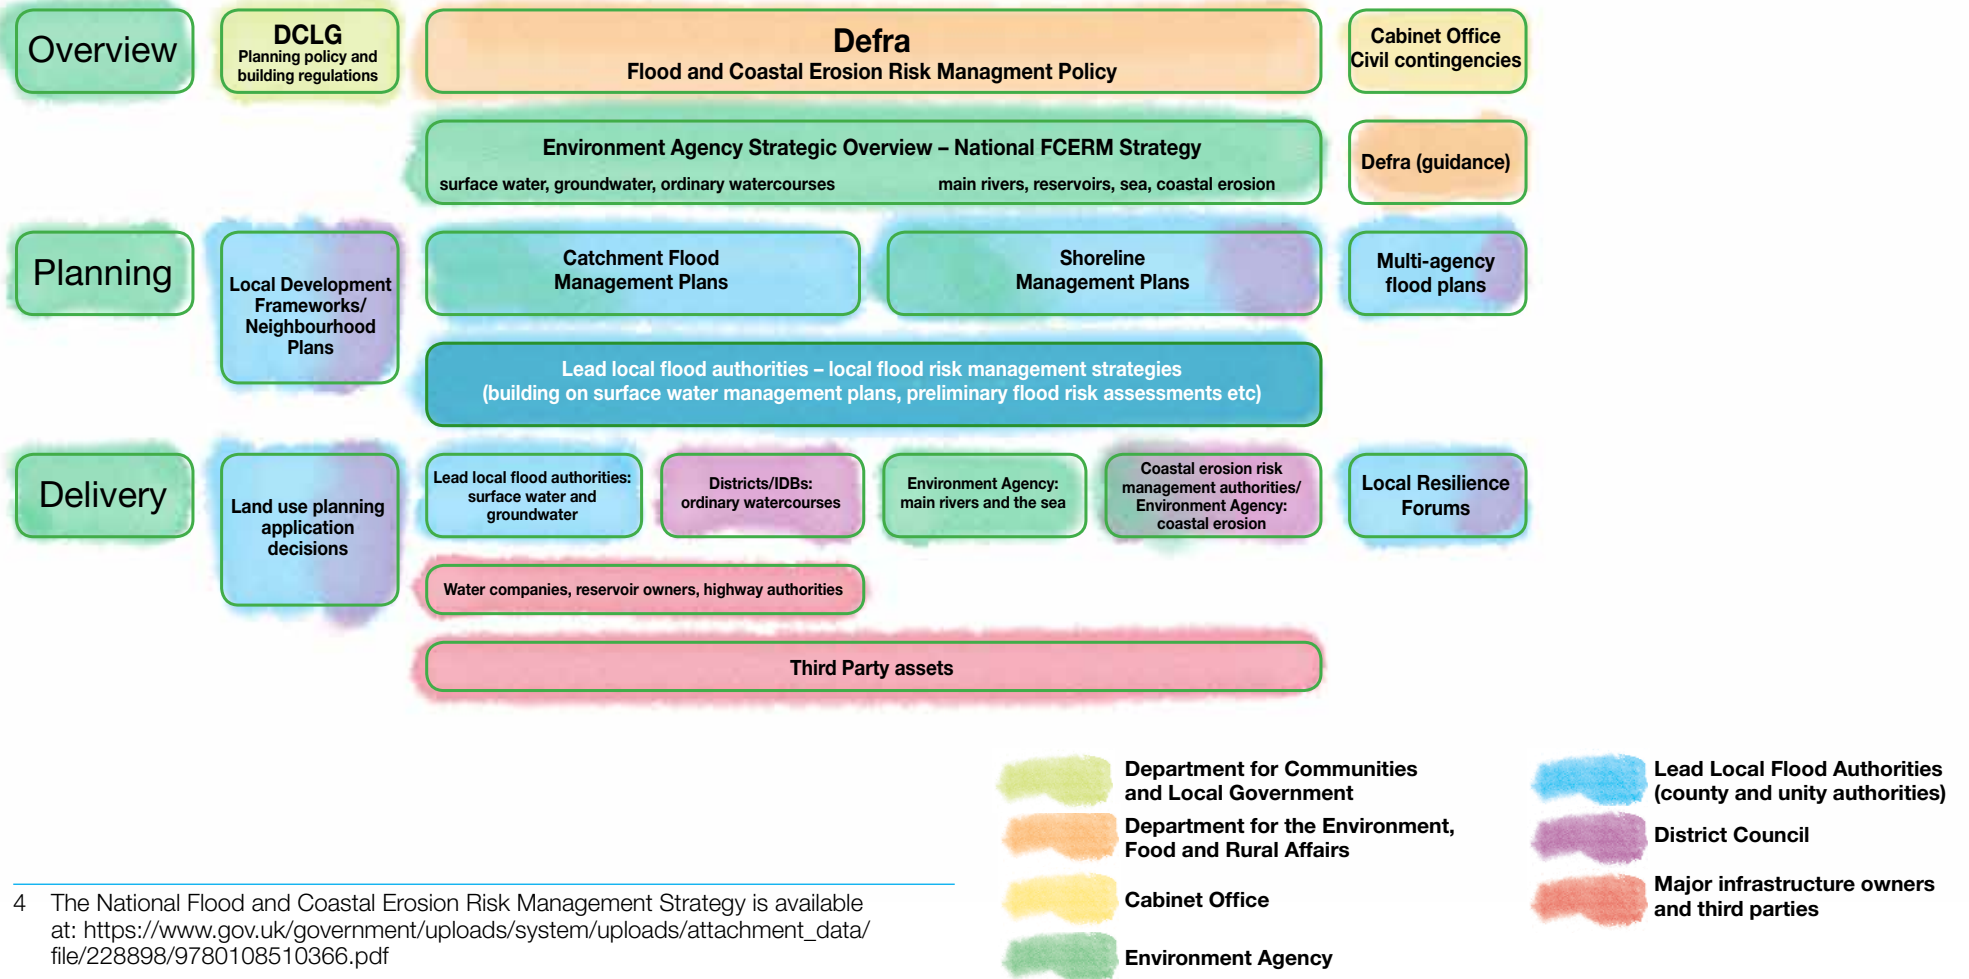 Overview
DCLG
Planning policy and
building regulations
Defra
Flood and Coastal Erosion Risk Managment Policy
Cabinet Office
Civil contingencies
Environment Agency Strategic Overview – National FCERM Strategy
surface water, groundwater, ordinary watercourses
main rivers, reservoirs, sea, coastal erosion
Defra (guidance)
Planning
Local Development
Frameworks/
Neighbourhood
Plans
Catchment Flood
Management Plans
Shoreline
Management Plans
Multi-agency
flood plans
Lead local flood authorities – local flood risk management strategies
(building on surface water management plans, preliminary flood risk assessments etc)
Delivery
Land use planning
application
decisions
Lead local flood authorities:
surface water and
groundwater
Districts/IDBs:
ordinary watercourses
Environment Agency:
main rivers and the sea
Coastal erosion risk
management authorities/
Environment Agency:
coastal erosion
Local Resilience
Forums
Water companies, reservoir owners, highway authorities
Third Party assets
Department for Communities
and Local Government
Department for the Environment,
Food and Rural Affairs
Cabinet Office
Environment Agency
Lead Local Flood Authorities
(county and unity authorities)
District Council
Major infrastructure owners
and third parties
4 The National Flood and Coastal Erosion Risk Management Strategy is available
at: https://www.gov.uk/government/uploads/system/uploads/attachment_data/
file/228898/9780108510366.pdf